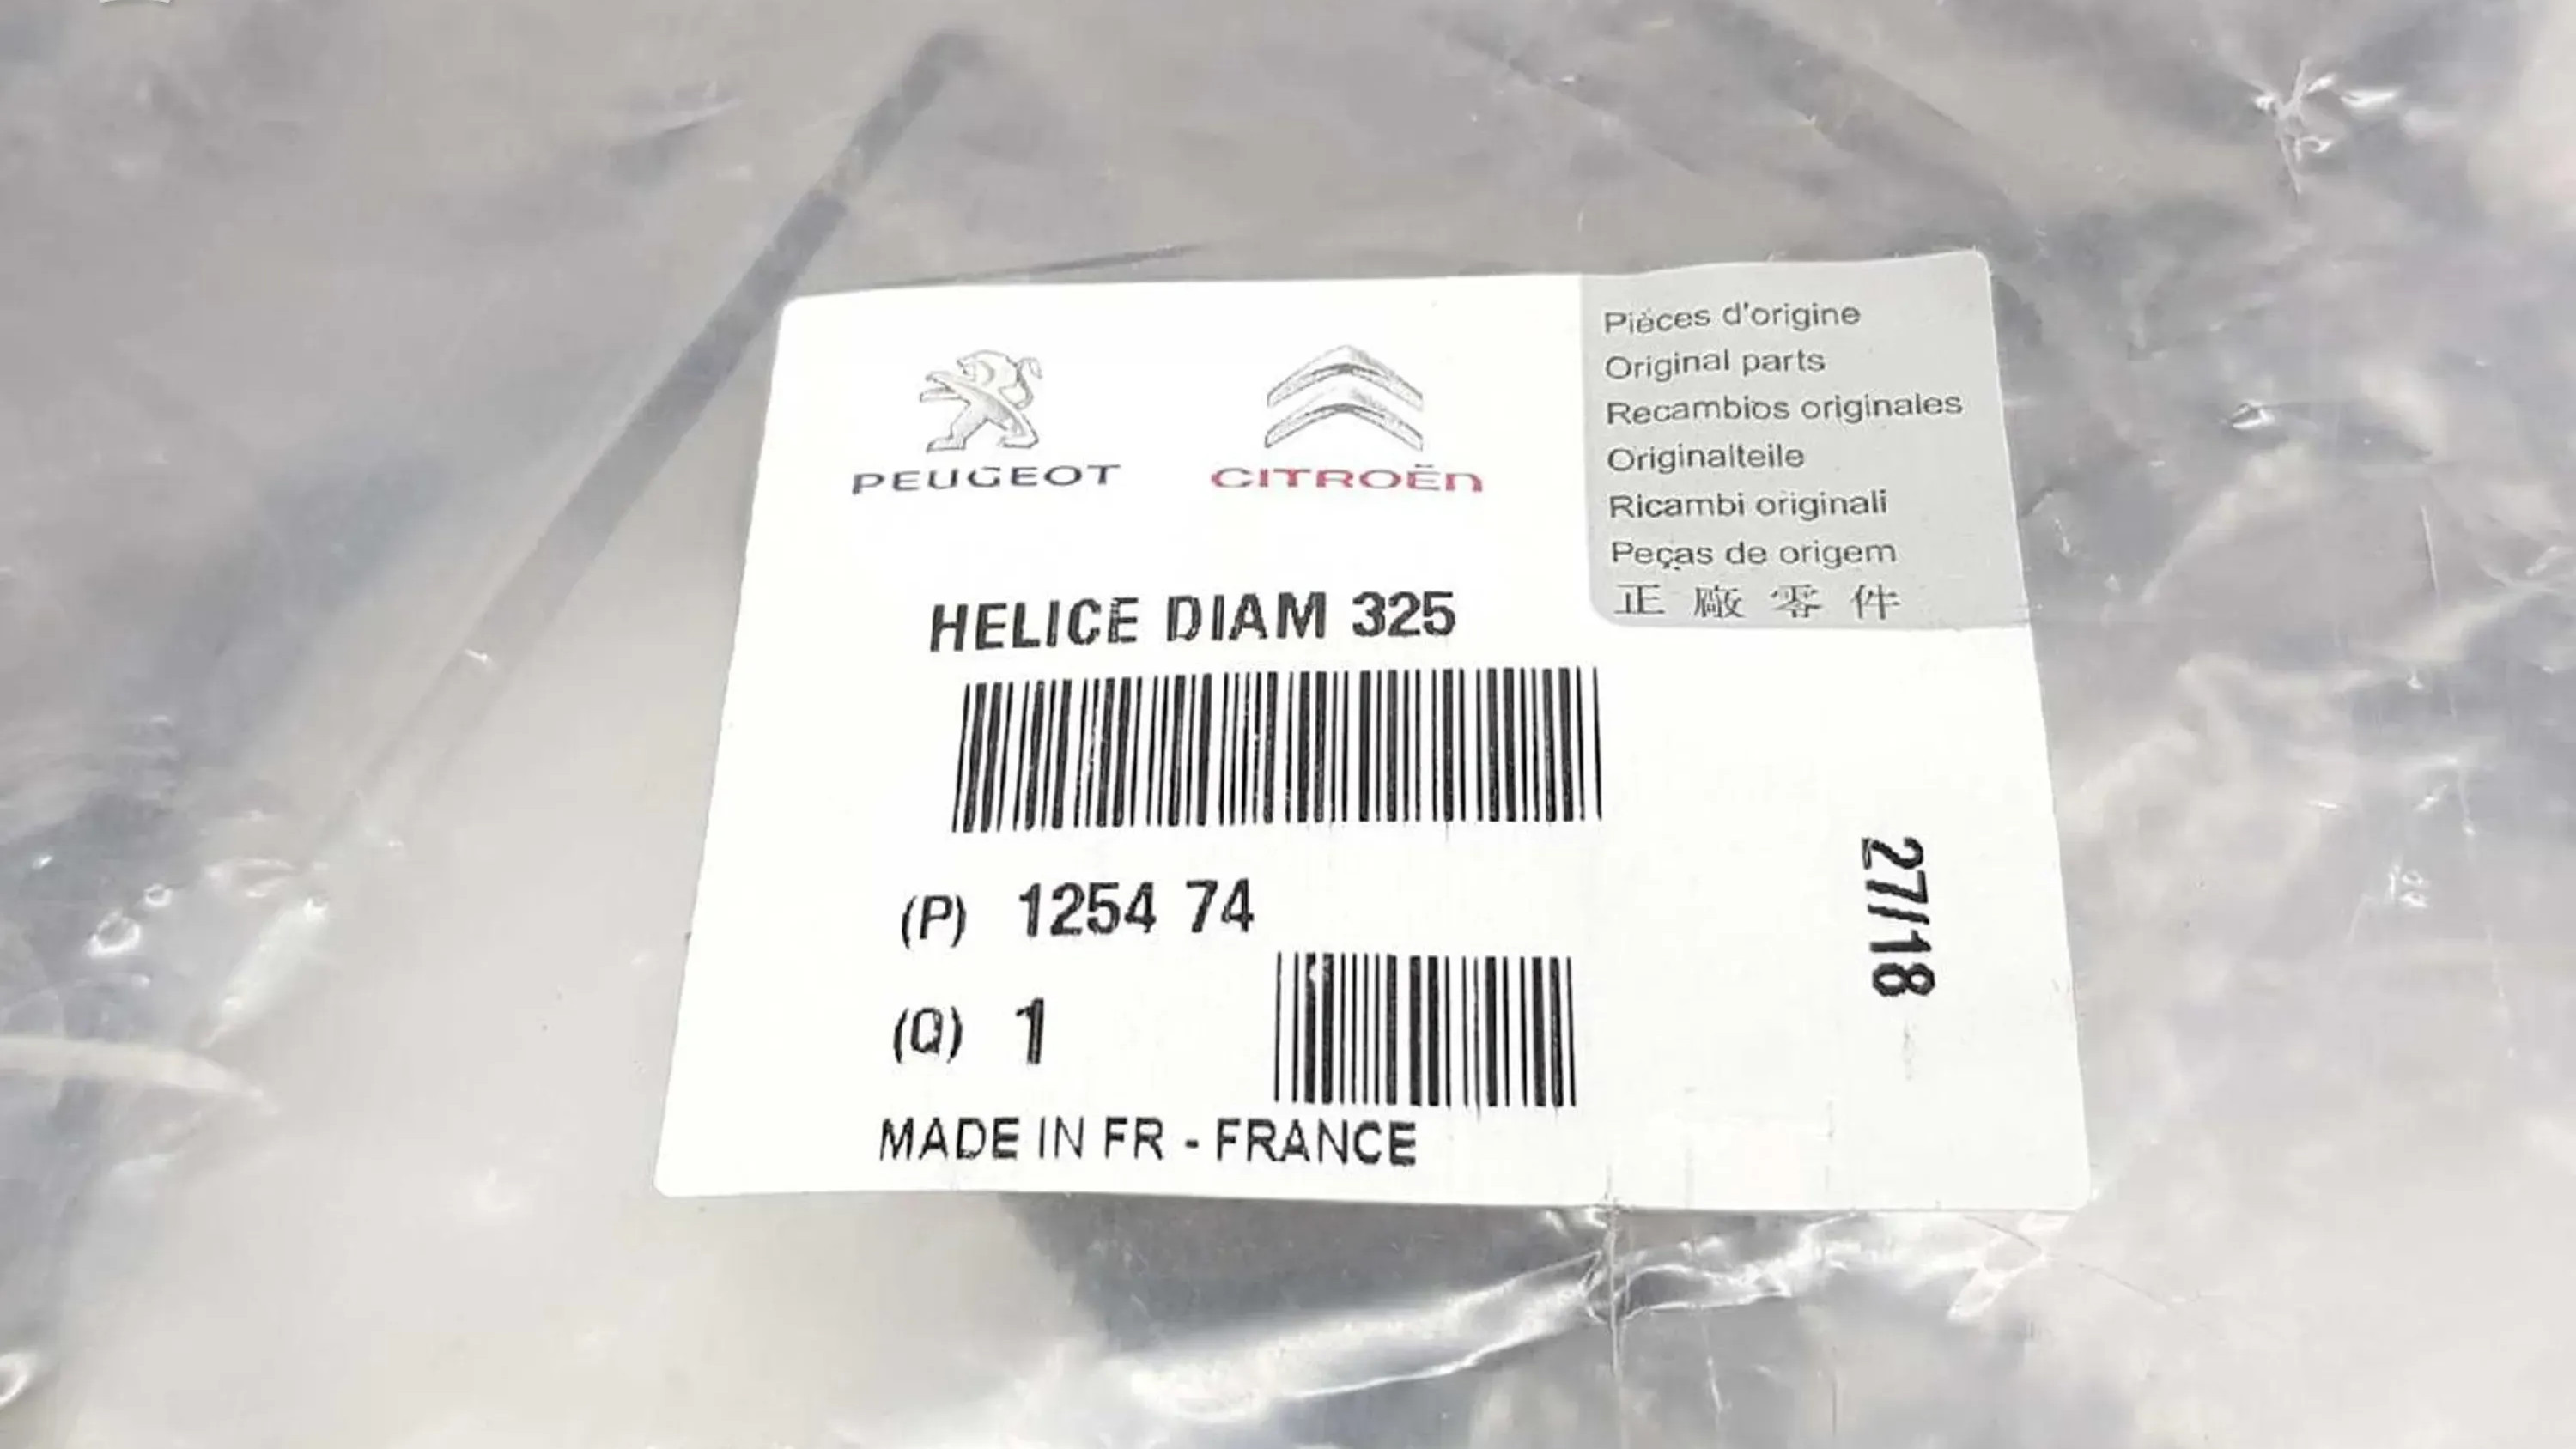 PEUGEOT
CITROËN
Pièces d'origine
Original parts
Recambios originales
Originalteile
Ricambi originali
Peças de origem
正廠零件
HELICE DIAM 325
(P) 1254 74
(Q) 1
27/18
MADE IN FR - FRANCE